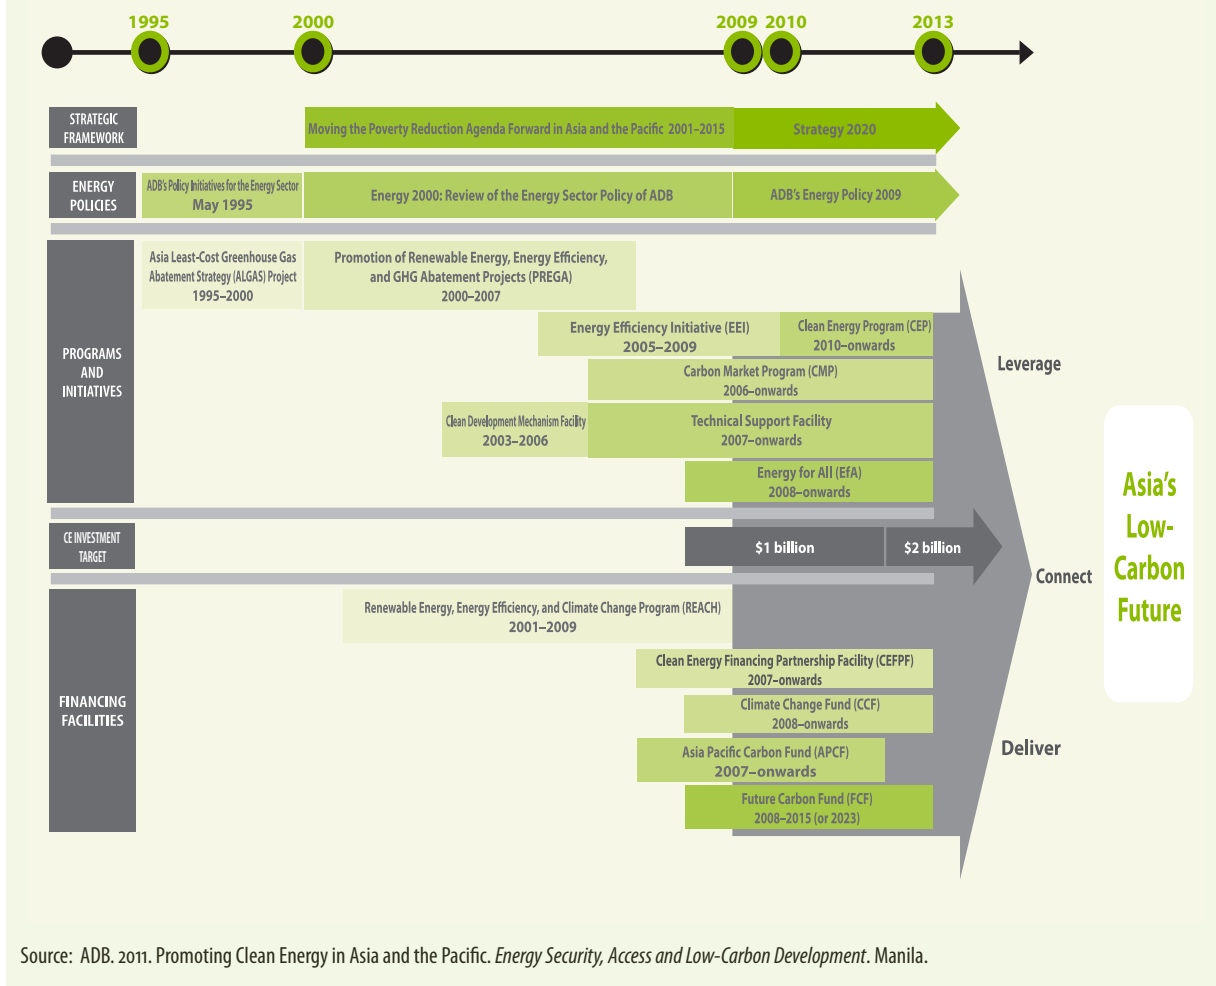 1995
2000
2009
2010
2013
STRATEGIC
FRAMEWORK
Moving the Poverty Reduction Agenda Forward in Asia and the Pacific 2001–2015
Strategy 2020
ENERGY
POLICIES
ADB's Policy Initiatives for the Energy Sector
May 1995
Energy 2000: Review of the Energy Sector Policy of ADB
ADB's Energy Policy 2009
PROGRAMS
AND
INITIATIVES
Asia Least-Cost Greenhouse Gas
Abatement Strategy (ALGAS) Project
1995–2000
Promotion of Renewable Energy, Energy Efficiency,
and GHG Abatement Projects (PREGA)
2000–2007
Energy Efficiency Initiative (EEI)
2005–2009
Clean Energy Program (CEP)
2010–onwards
Carbon Market Program (CMP)
2006–onwards
Clean Development Mechanism Facility
2003–2006
Technical Support Facility
2007–onwards
Energy for All (EfA)
2008–onwards
CE INVESTMENT
TARGET
$1 billion
$2 billion
FINANCING
FACILITIES
Renewable Energy, Energy Efficiency, and Climate Change Program (REACH)
2001–2009
Clean Energy Financing Partnership Facility (CEFPF)
2007–onwards
Climate Change Fund (CCF)
2008–onwards
Asia Pacific Carbon Fund (APCF)
2007–onwards
Future Carbon Fund (FCF)
2008–2015 (or 2023)
Leverage
Connect
Deliver
Asia's
Low-
Carbon
Future
Source: ADB. 2011. Promoting Clean Energy in Asia and the Pacific. Energy Security, Access and Low-Carbon Development. Manila.